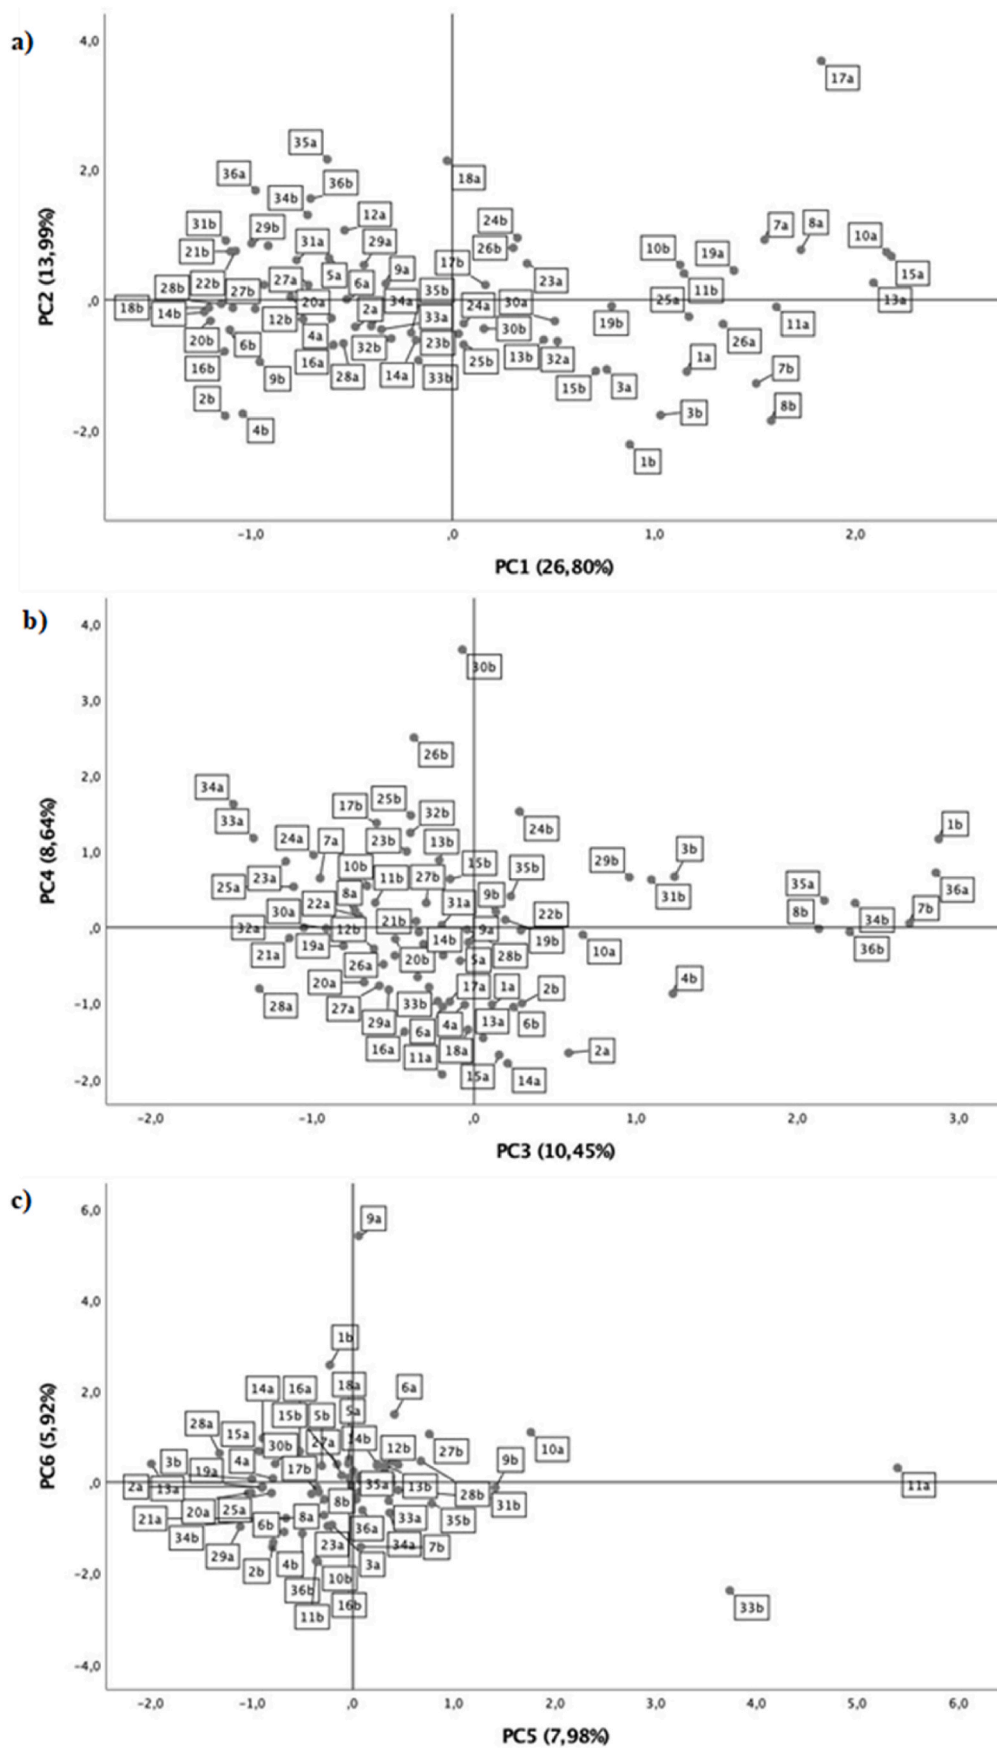 a)
4,0
17a
35a
2,0
36a
36b
18a
34b
12a
24b
31b
29b
7a
8a
10a
31a
29a
26b
10b
19a
21b
17b
15a
5a
9a
23a
28b
22b
27b
27a
6a
35b
11b
20a
34a
24a
30a
25a
13a
,0
18b
14b
2a
33a
19b
11a
12b
30b
20b
6b
4a
32b
23b
26a
16b
16a
25b
13b
32a
1a
9b
28a
14a
33b
7b
15b
3a
2b
8b
3b
-2,0
4b
1b
PC2 (13,99%)
-1,0
,0
1,0
2,0
PC1 (26,80%)
b)
4,0
30b
3,0
26b
2,0
34a
25b
17b
32b
33a
24b
1b
24a
7a
23b
13b
3b
1,0
10b
15b
29b
35b
23a
11b
27b
25a
8a
31b
35a
36a
9b
30a
22a
31a
8b
7b
22b
34b
21b
32a
12b
9a
,0
19a
14b
19b
36b
21a
28b
10a
26a
20b
5a
20a
17a
1a
2b
4b
28a
27a
33b
-1,0
29a
4a
13a
6b
6a
16a
11a
18a
2a
15a
14a
-2,0
PC4 (8,64%)
-2,0
-1,0
,0
1,0
2,0
3,0
PC3 (10,45%)
c)
6,0
9a
4,0
1b
2,0
14a
16a
18a
6a
28a
15b
5b
5a
15a
30b
27a
14b
12b
27b
10a
3b
4a
9b
19a
17b
2a
13a
35a
13b
28b
11a
,0
20a
25a
8b
31b
21a
8a
33a
35b
34b
6b
36a
29a
23a
34a
7b
2b
4b
3a
-2,0
36b
10b
11b
16b
33b
-4,0
PC6 (5,92%)
-2,0
-1,0
,0
1,0
2,0
3,0
4,0
5,0
6,0
PC5 (7,98%)